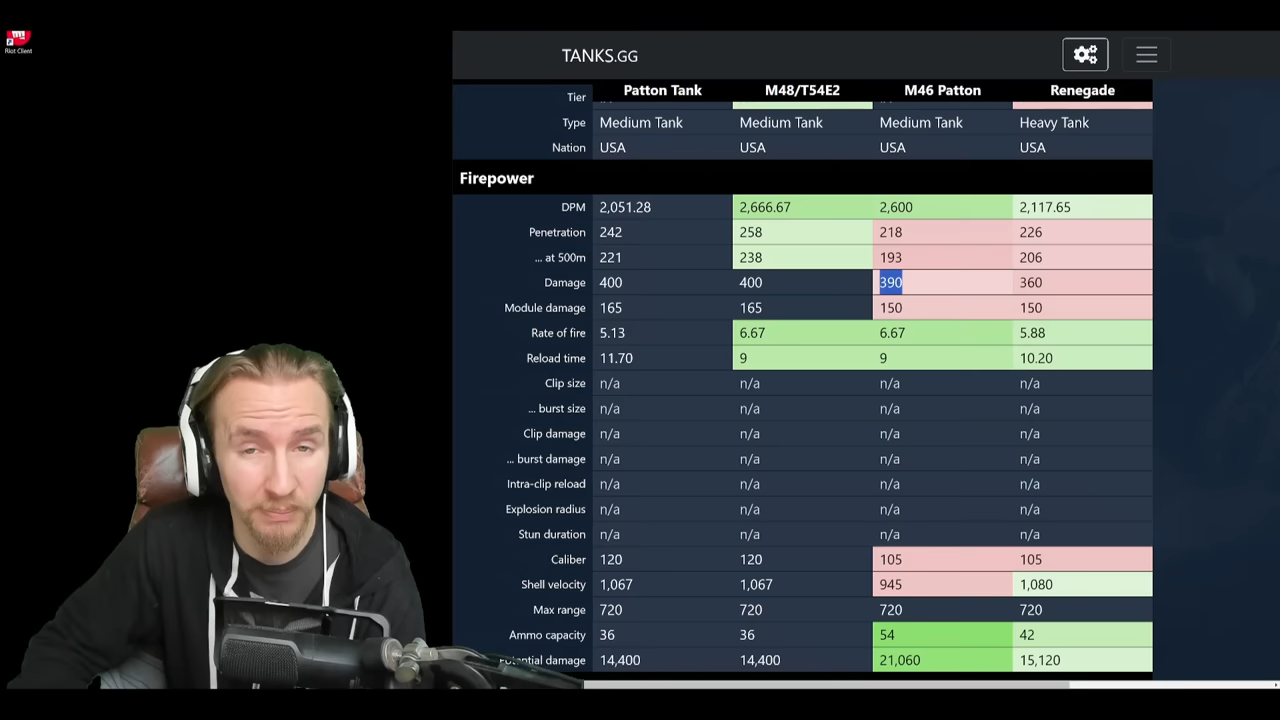 Riot Client
TANKS.GG
Patton Tank M48/T54E2 M46 Patton Renegade
Tier
Type Medium Tank Medium Tank Medium Tank Heavy Tank
Nation USA USA USA USA
Firepower
DPM 2,051.28 2,666.67 2,600 2,117.65
Penetration 242 258 218 226
... at 500m 221 238 193 206
Damage 400 400 390 360
Module damage 165 165 150 150
Rate of fire 5.13 6.67 6.67 5.88
Reload time 11.70 9 9 10.20
Clip size n/a n/a n/a n/a
... burst size n/a n/a n/a n/a
Clip damage n/a n/a n/a n/a
... burst damage n/a n/a n/a n/a
Intra-clip reload n/a n/a n/a n/a
Explosion radius n/a n/a n/a n/a
Stun duration n/a n/a n/a n/a
Caliber 120 120 105 105
Shell velocity 1,067 1,067 945 1,080
Max range 720 720 720 720
Ammo capacity 36 36 54 42
Potential damage 14,400 14,400 21,060 15,120